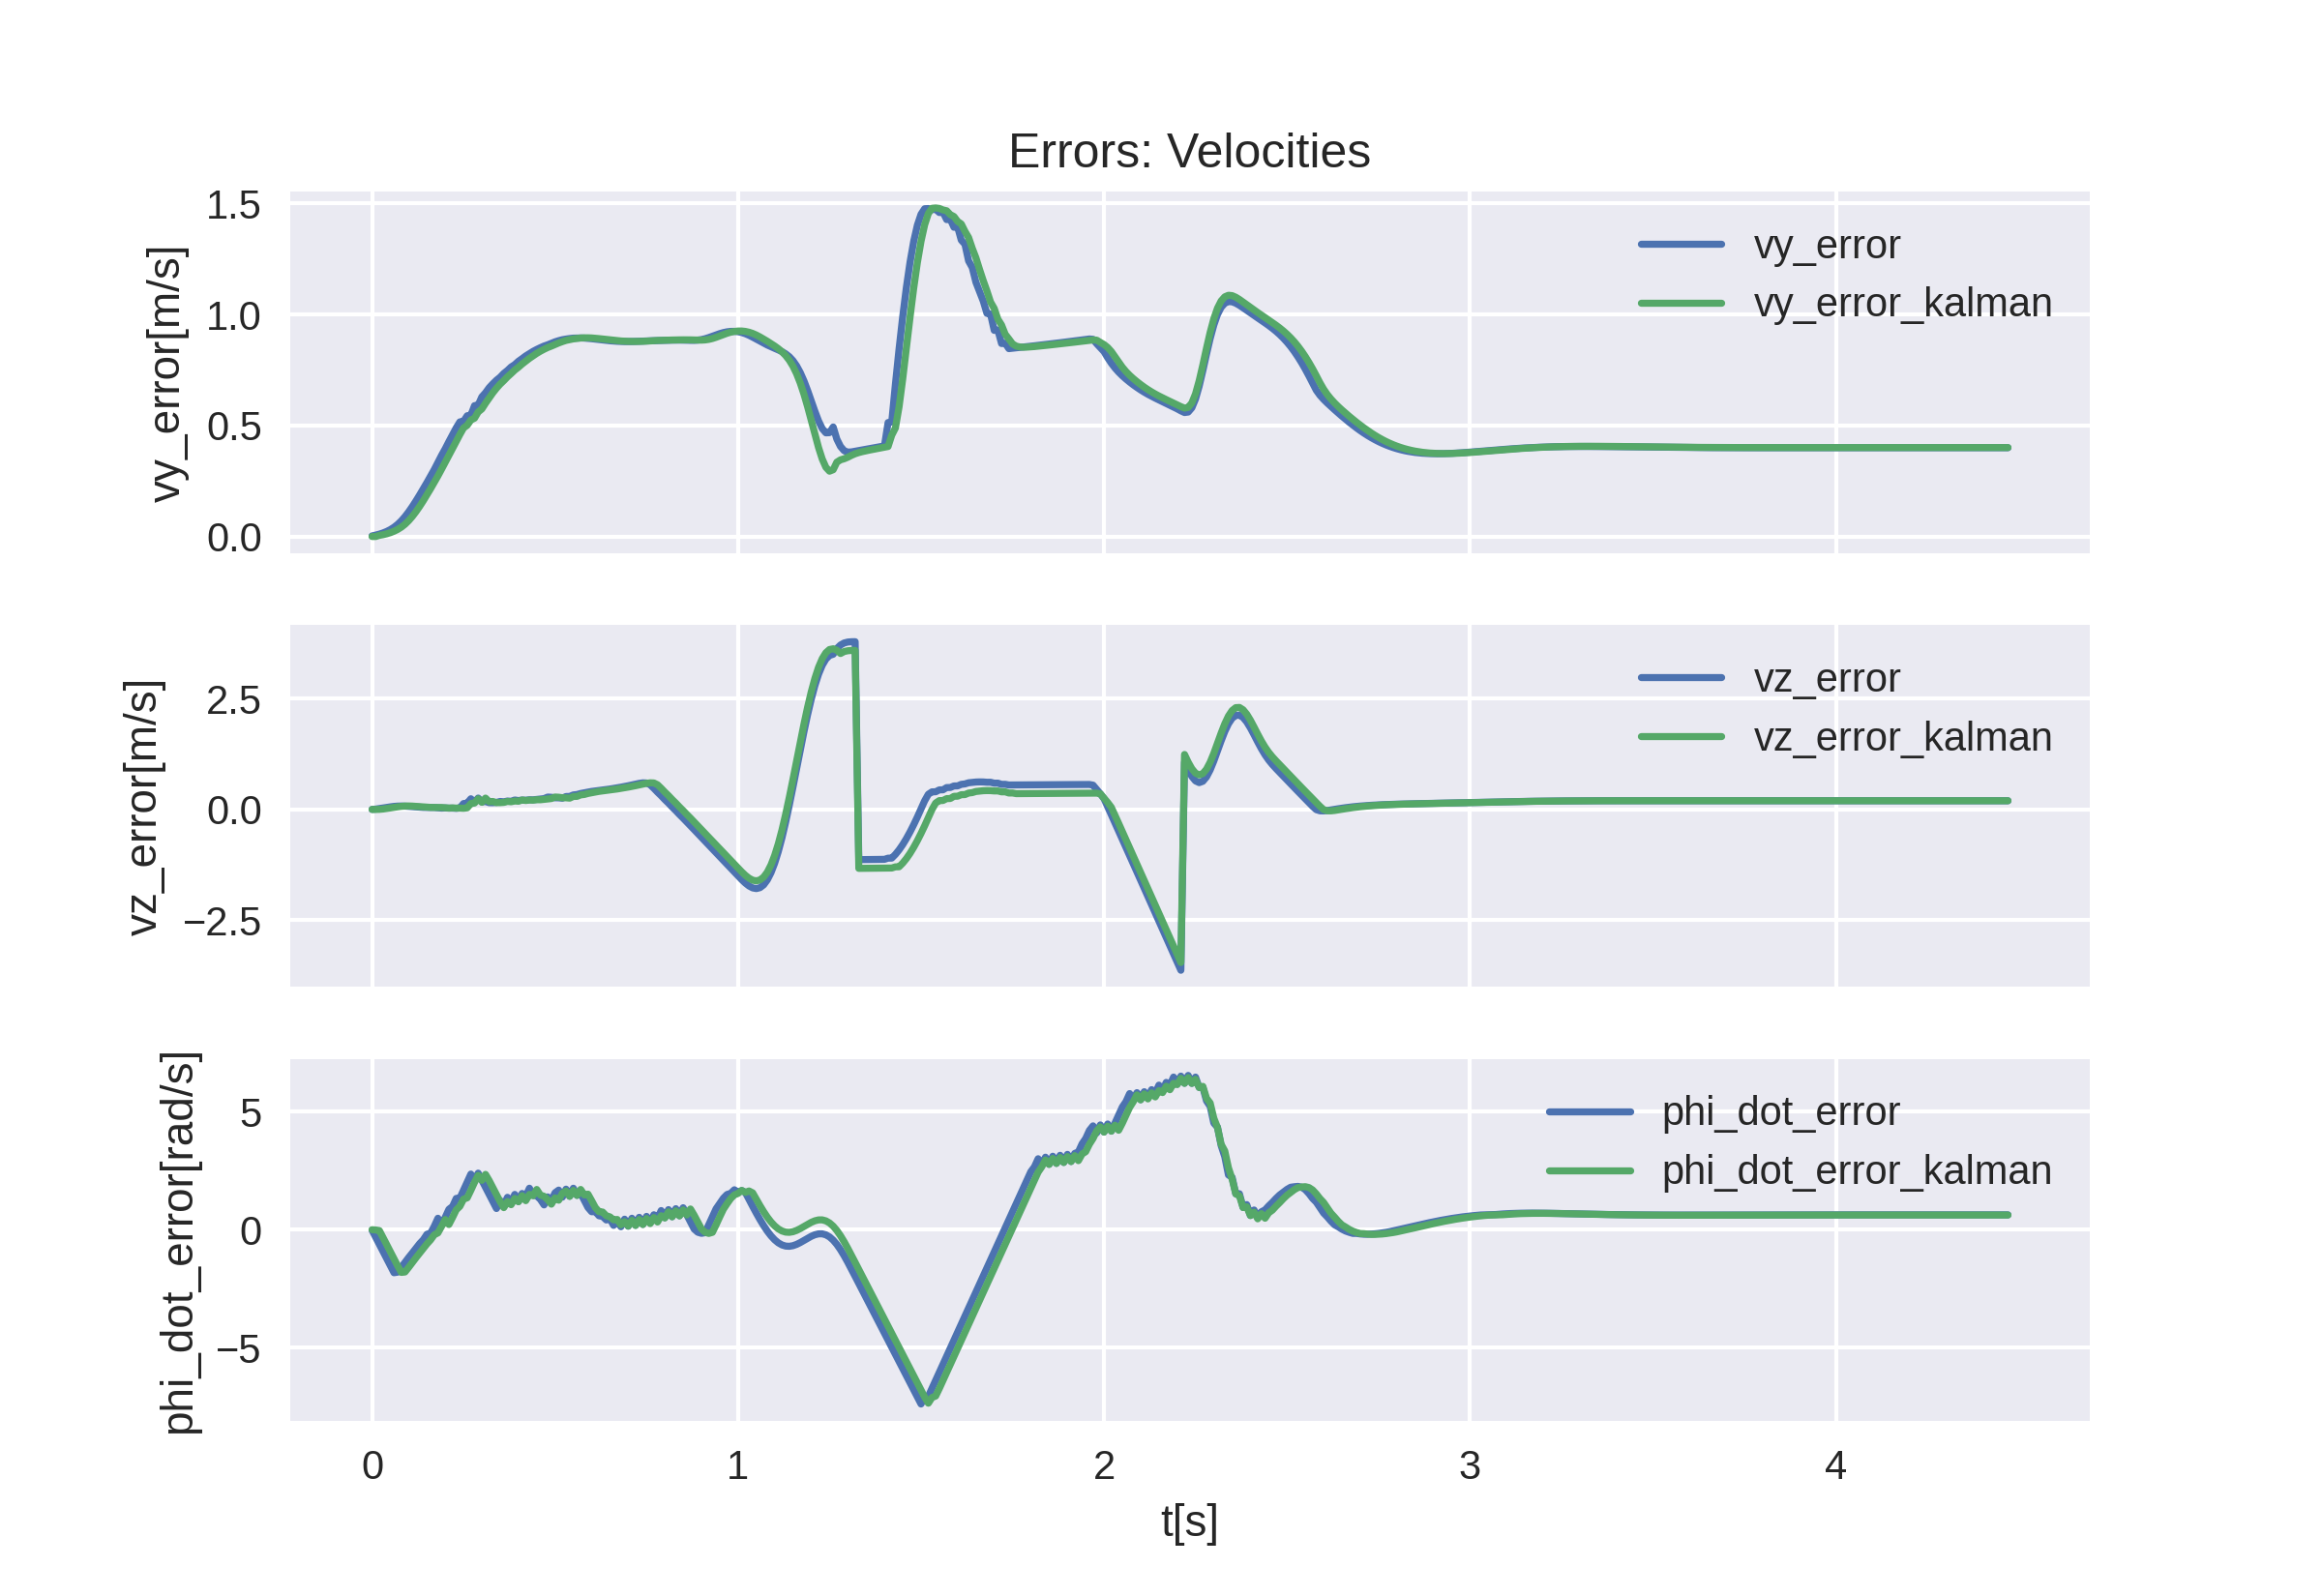 Errors: Velocities
vy_error[m/s]
1.5
1.0
0.5
0.0
vy_error
vy_error_kalman
vz_error[m/s]
2.5
0.0
−2.5
vz_error
vz_error_kalman
phi_dot_error[rad/s]
5
0
−5
phi_dot_error
phi_dot_error_kalman
0 1 2 3 4
t[s]